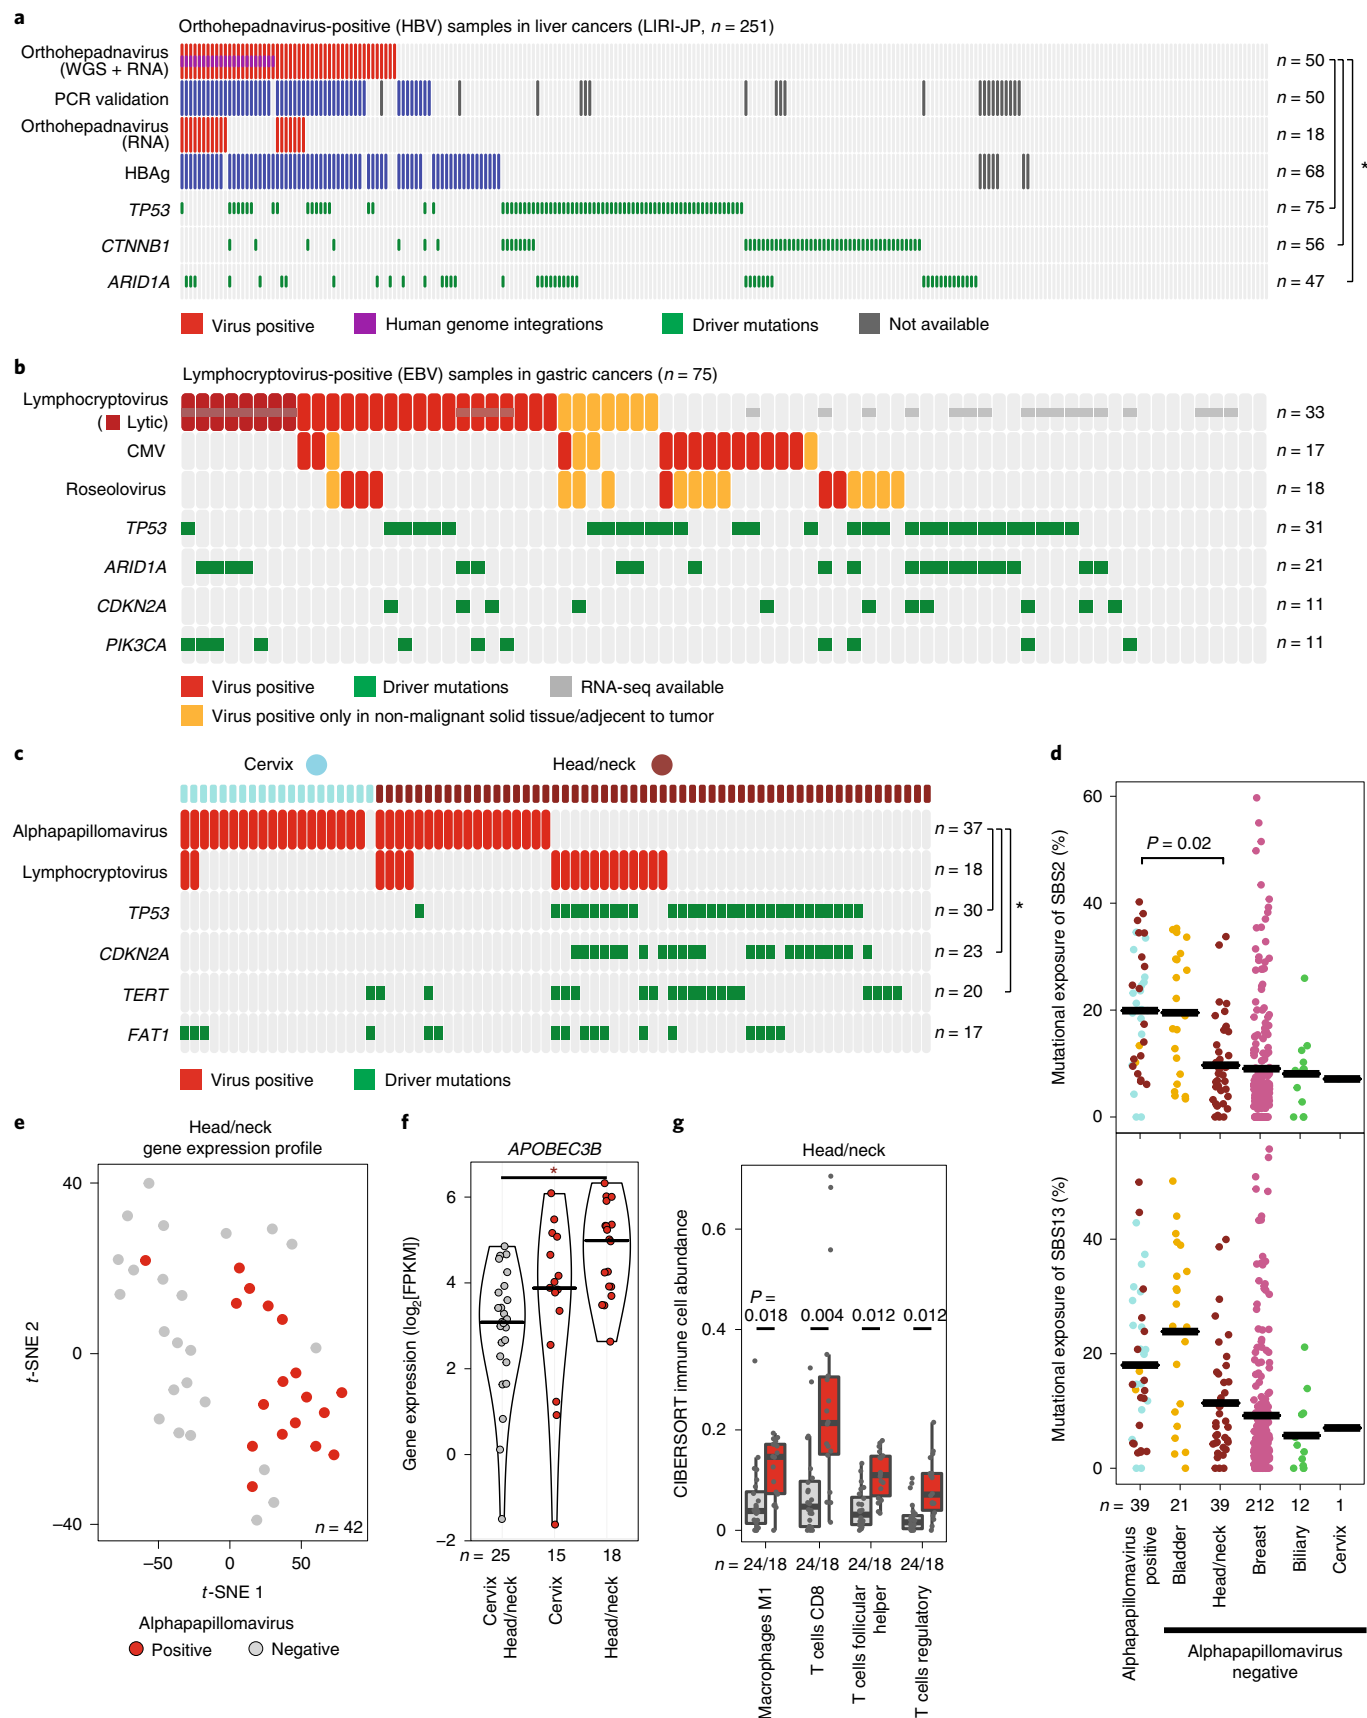 a
Orthohepadnavirus-positive (HBV) samples in liver cancers (LIRI-JP, n = 251)
Orthohepadnavirus
(WGS + RNA)
n = 50
PCR validation
n = 50
Orthohepadnavirus
(RNA)
n = 18
HBAg
n = 68
*
TP53
n = 75
CTNNB1
n = 56
ARID1A
n = 47
Virus positive
Human genome integrations
Driver mutations
Not available
b
Lymphocryptovirus-positive (EBV) samples in gastric cancers (n = 75)
Lymphocryptovirus
( Lytic)
n = 33
CMV
n = 17
Roseolovirus
n = 18
TP53
n = 31
ARID1A
n = 21
CDKN2A
n = 11
PIK3CA
n = 11
Virus positive
Driver mutations
RNA-seq available
Virus positive only in non-malignant solid tissue/adjacent to tumor
c
Cervix
Head/neck
Alphapapillomavirus
n = 37
Lymphocryptovirus
n = 18
TP53
n = 30
*
CDKN2A
n = 23
TERT
n = 20
FAT1
n = 17
Virus positive
Driver mutations
d
Mutational exposure of SBS2 (%)
60
40
20
0
P = 0.02
Mutational exposure of SBS13 (%)
40
20
0
n = 39 21 39 212 12 1
Alphapapillomavirus
positive
Bladder
Head/neck
Breast
Biliary
Cervix
Alphapapillomavirus
negative
e
Head/neck
gene expression profile
t-SNE 2
40
0
−40
n = 42
−50 0 50
t-SNE 1
Alphapapillomavirus
Positive
Negative
f
APOBEC3B
*
Gene expression (log2[FPKM])
6
4
2
0
−2
n = 25 15 18
Cervix
Head/neck
Cervix
Head/neck
g
Head/neck
CIBERSORT immune cell abundance
0.6
0.4
0.2
0
P =
0.018 0.004 0.012 0.012
n = 24/18 24/18 24/18 24/18
Macrophages M1
T cells CD8
T cells follicular
helper
T cells regulatory